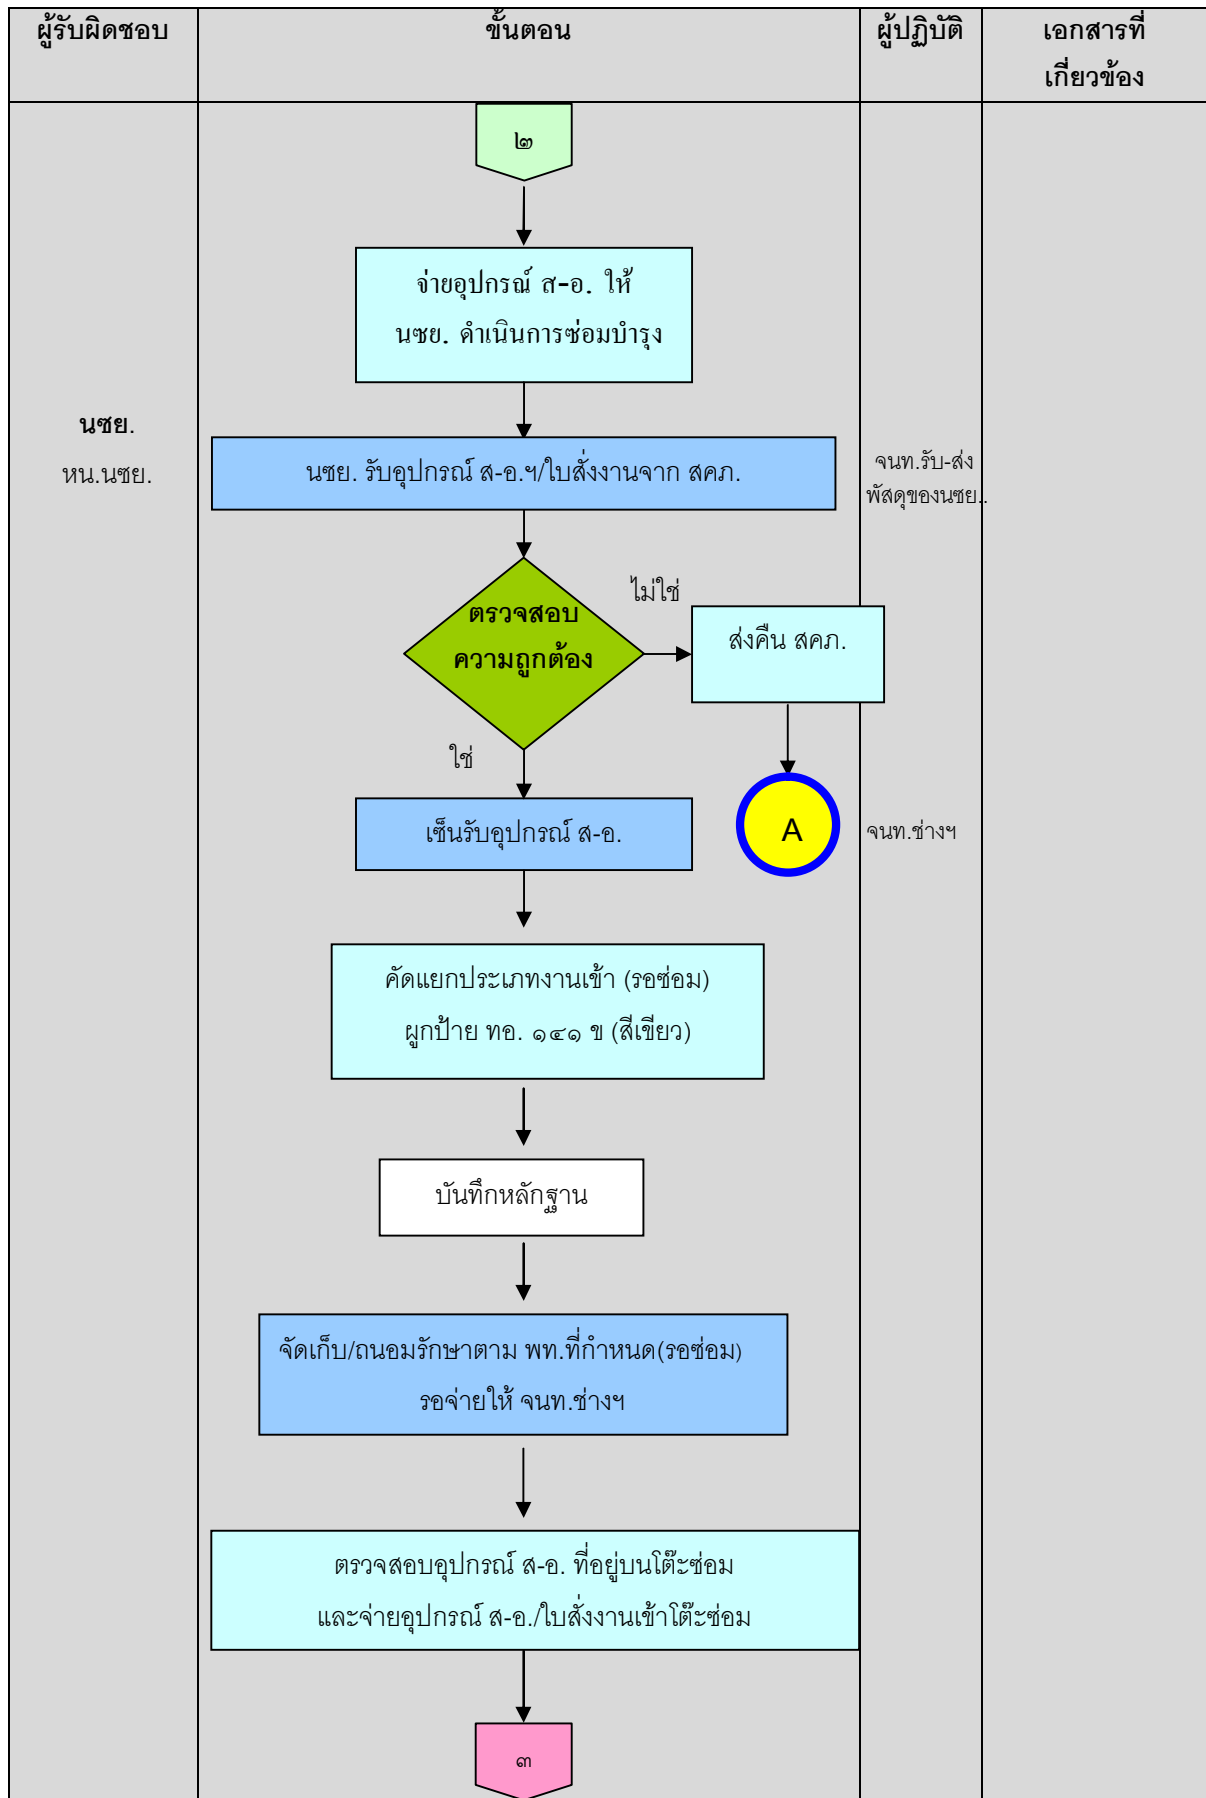 ผู้รับผิดชอบ
ขั้นตอน
ผู้ปฏิบัติ
เอกสารที่
เกี่ยวข้อง
๒
จ่ายอุปกรณ์ ส-อ. ให้
นซย. ดำเนินการซ่อมบำรุง
นซย.
หน.นซย.
นซย. รับอุปกรณ์ ส-อ.ฯ/ใบสั่งงานจาก สคภ.
จนท.รับ-ส่ง
พัสดุของนซย..
ตรวจสอบ
ความถูกต้อง
ไม่ใช่
ส่งคืน สคภ.
ใช่
เซ็นรับอุปกรณ์ ส-อ.
A
จนท.ช่างฯ
คัดแยกประเภทงานเข้า (รอซ่อม)
ผูกป้าย ทอ. ๑๔๑ ข (สีเขียว)
บันทึกหลักฐาน
จัดเก็บ/ถนอมรักษาตาม พท.ที่กำหนด(รอซ่อม)
รอจ่ายให้ จนท.ช่างฯ
ตรวจสอบอุปกรณ์ ส-อ. ที่อยู่บนโต๊ะซ่อม
และจ่ายอุปกรณ์ ส-อ./ใบสั่งงานเข้าโต๊ะซ่อม
๓